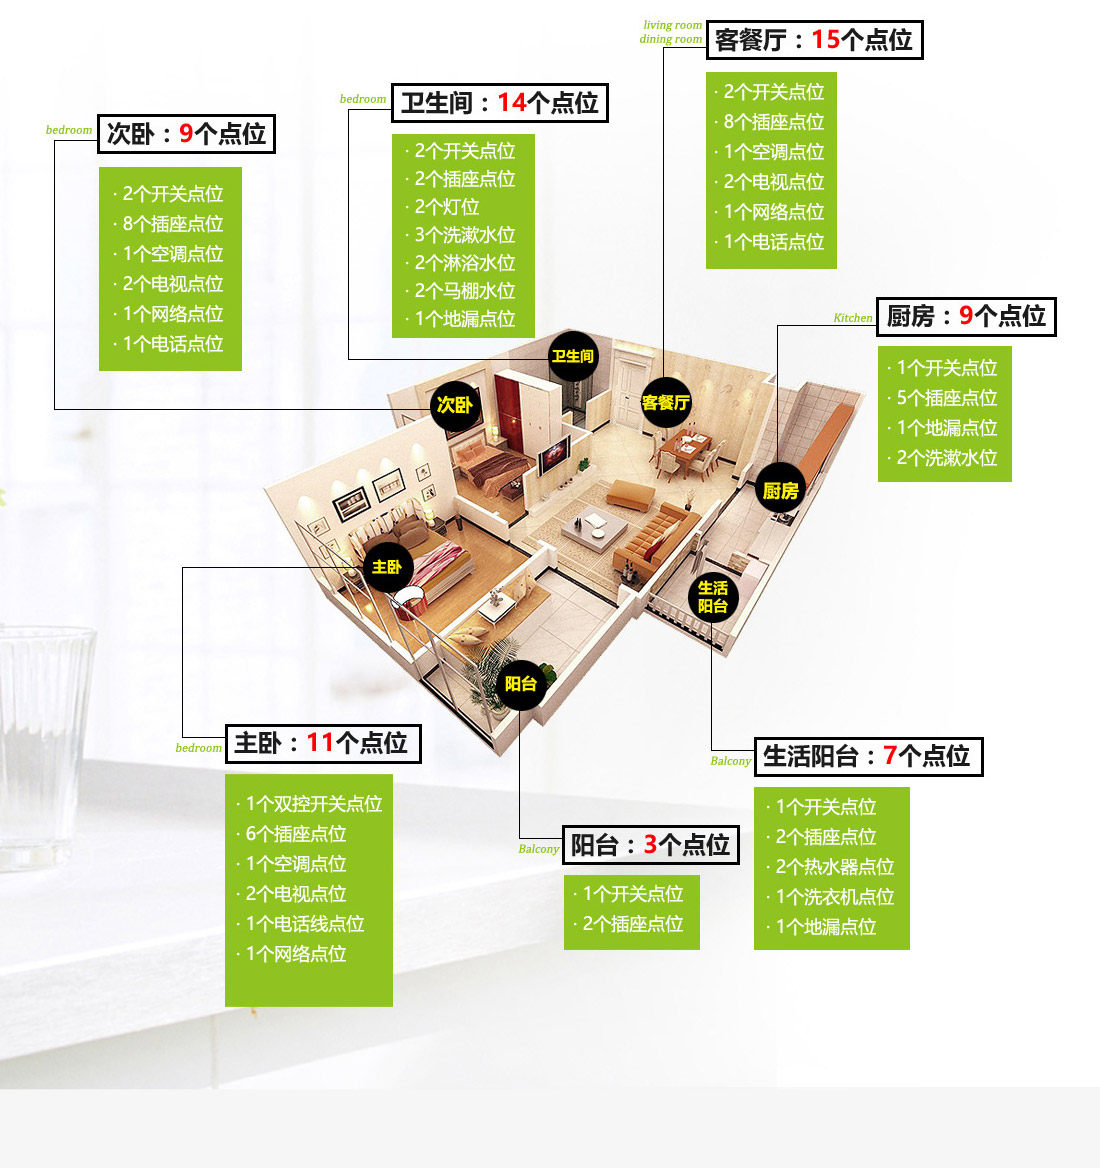 living room
dining room
客餐厅：15个点位
· 2个开关点位
· 8个插座点位
· 1个空调点位
· 2个电视点位
· 1个网络点位
· 1个电话点位
bedroom
卫生间：14个点位
· 2个开关点位
· 2个插座点位
· 2个灯位
· 3个洗漱水位
· 2个淋浴水位
· 2个马棚水位
· 1个地漏点位
bedroom
次卧：9个点位
· 2个开关点位
· 8个插座点位
· 1个空调点位
· 2个电视点位
· 1个网络点位
· 1个电话点位
Kitchen
厨房：9个点位
· 1个开关点位
· 5个插座点位
· 1个地漏点位
· 2个洗漱水位
卫生间
次卧
客餐厅
厨房
主卧
生活
阳台
阳台
bedroom
主卧：11个点位
· 1个双控开关点位
· 6个插座点位
· 1个空调点位
· 2个电视点位
· 1个电话线点位
· 1个网络点位
Balcony
阳台：3个点位
· 1个开关点位
· 2个插座点位
Balcony
生活阳台：7个点位
· 1个开关点位
· 2个插座点位
· 2个热水器点位
· 1个洗衣机点位
· 1个地漏点位